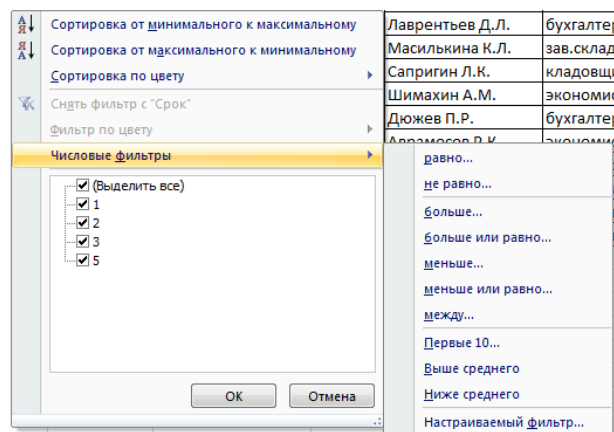 Сортировка от минимального к максимальному
Сортировка от максимального к минимальному
Сортировка по цвету
Снять фильтр с "Срок"
Фильтр по цвету
Числовые фильтры
(Выделить все)
1
2
3
5
ОК Отмена
Лаврентьев Д.Л. бухгалтер
Масилькина К.Л. зав.склад
Сапригин Л.К. кладовщи
Шимахин А.М. экономис
Дюжев П.Р. бухгалтер
равно...
не равно...
больше...
больше или равно...
меньше...
меньше или равно...
между...
Первые 10...
Выше среднего
Ниже среднего
Настраиваемый фильтр...